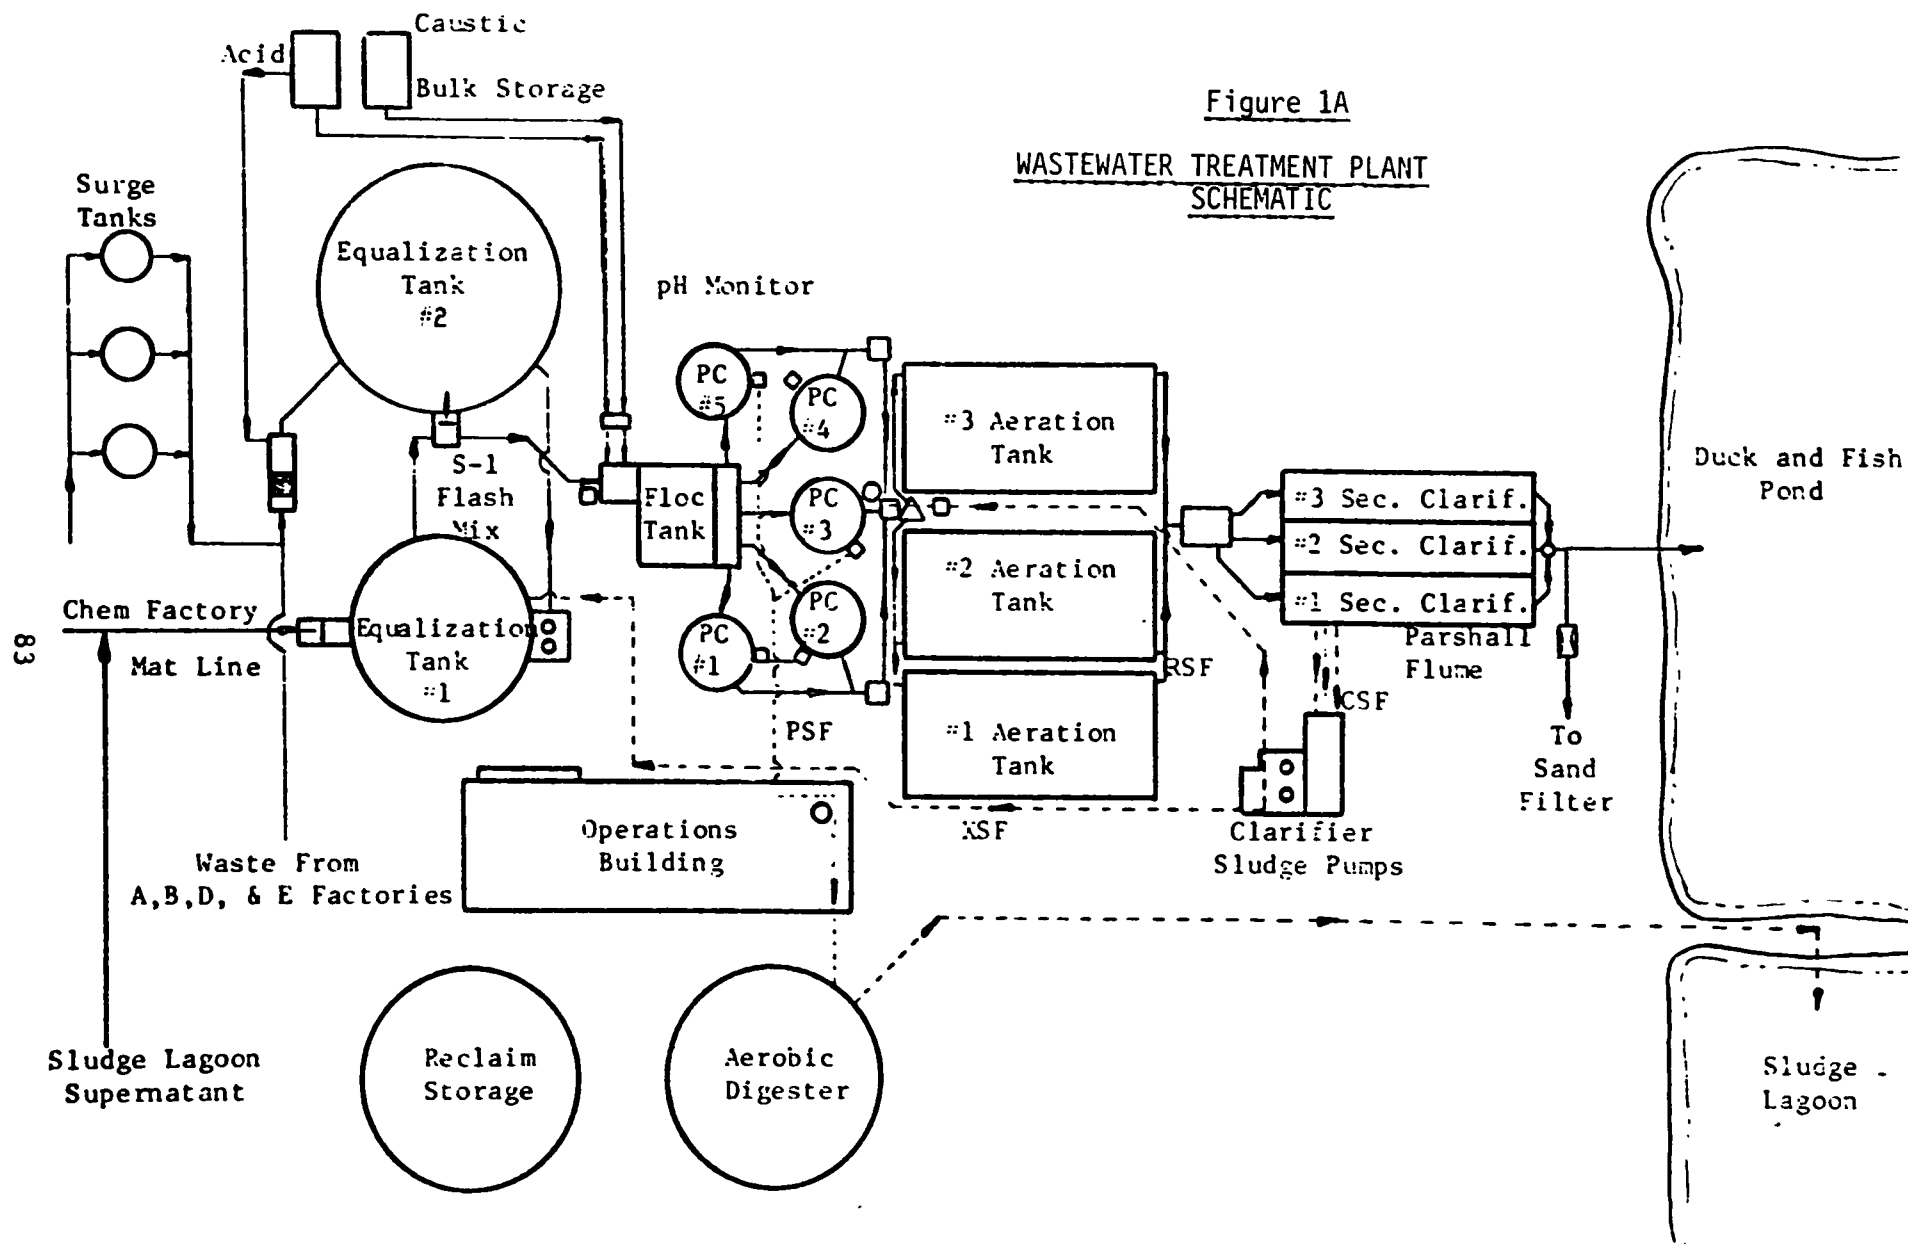 Caustic
Acid
Bulk Storage
Figure 1A
WASTEWATER TREATMENT PLANT
SCHEMATIC
Surge
Tanks
Equalization
Tank
#2
pH Monitor
PC
#5
PC
#4
#3 Aeration
Tank
Duck and Fish
Pond
S-1
Flash
Mix
Floc
Tank
PC
#3
#3 Sec. Clarif.
#2 Sec. Clarif.
#1 Sec. Clarif.
#2 Aeration
Tank
Chem Factory
Mat Line
Equalization
Tank
#1
PC
#2
PC
#1
Parshall
Flume
RSF
CSF
PSF
#1 Aeration
Tank
To
Sand
Filter
83
Operations
Building
Clarifier
Sludge Pumps
Waste From
A,B,D, & E Factories
Sludge Lagoon
Supernatant
Reclaim
Storage
Aerobic
Digester
Sludge
Lagoon